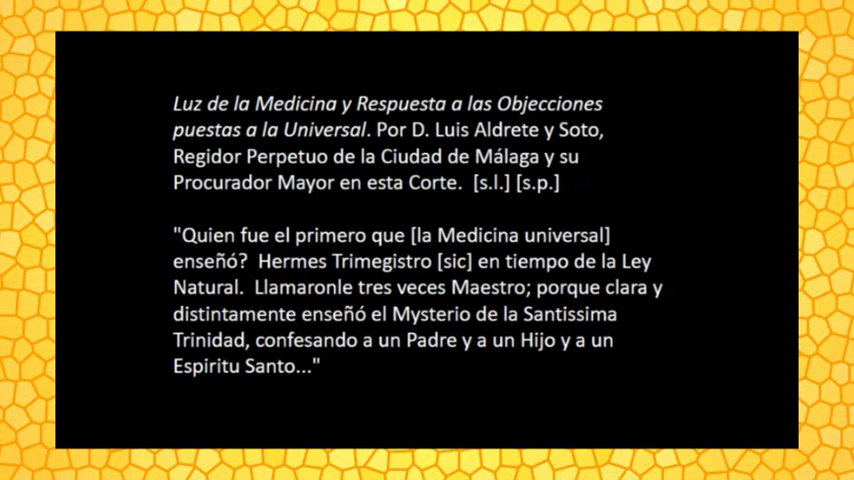 Luz de la Medicina y Respuesta a las Objecciones
puestas a la Universal. Por D. Luis Aldrete y Soto,
Regidor Perpetuo de la Ciudad de Málaga y su
Procurador Mayor en esta Corte.  [s.l.] [s.p.]
"Quien fue el primero que [la Medicina universal]
enseñó?  Hermes Trimegistro [sic] en tiempo de la Ley
Natural.  Llamaronle tres veces Maestro; porque clara y
distintamente enseñó el Mysterio de la Santissima
Trinidad, confesando a un Padre y a un Hijo y a un
Espiritu Santo..."